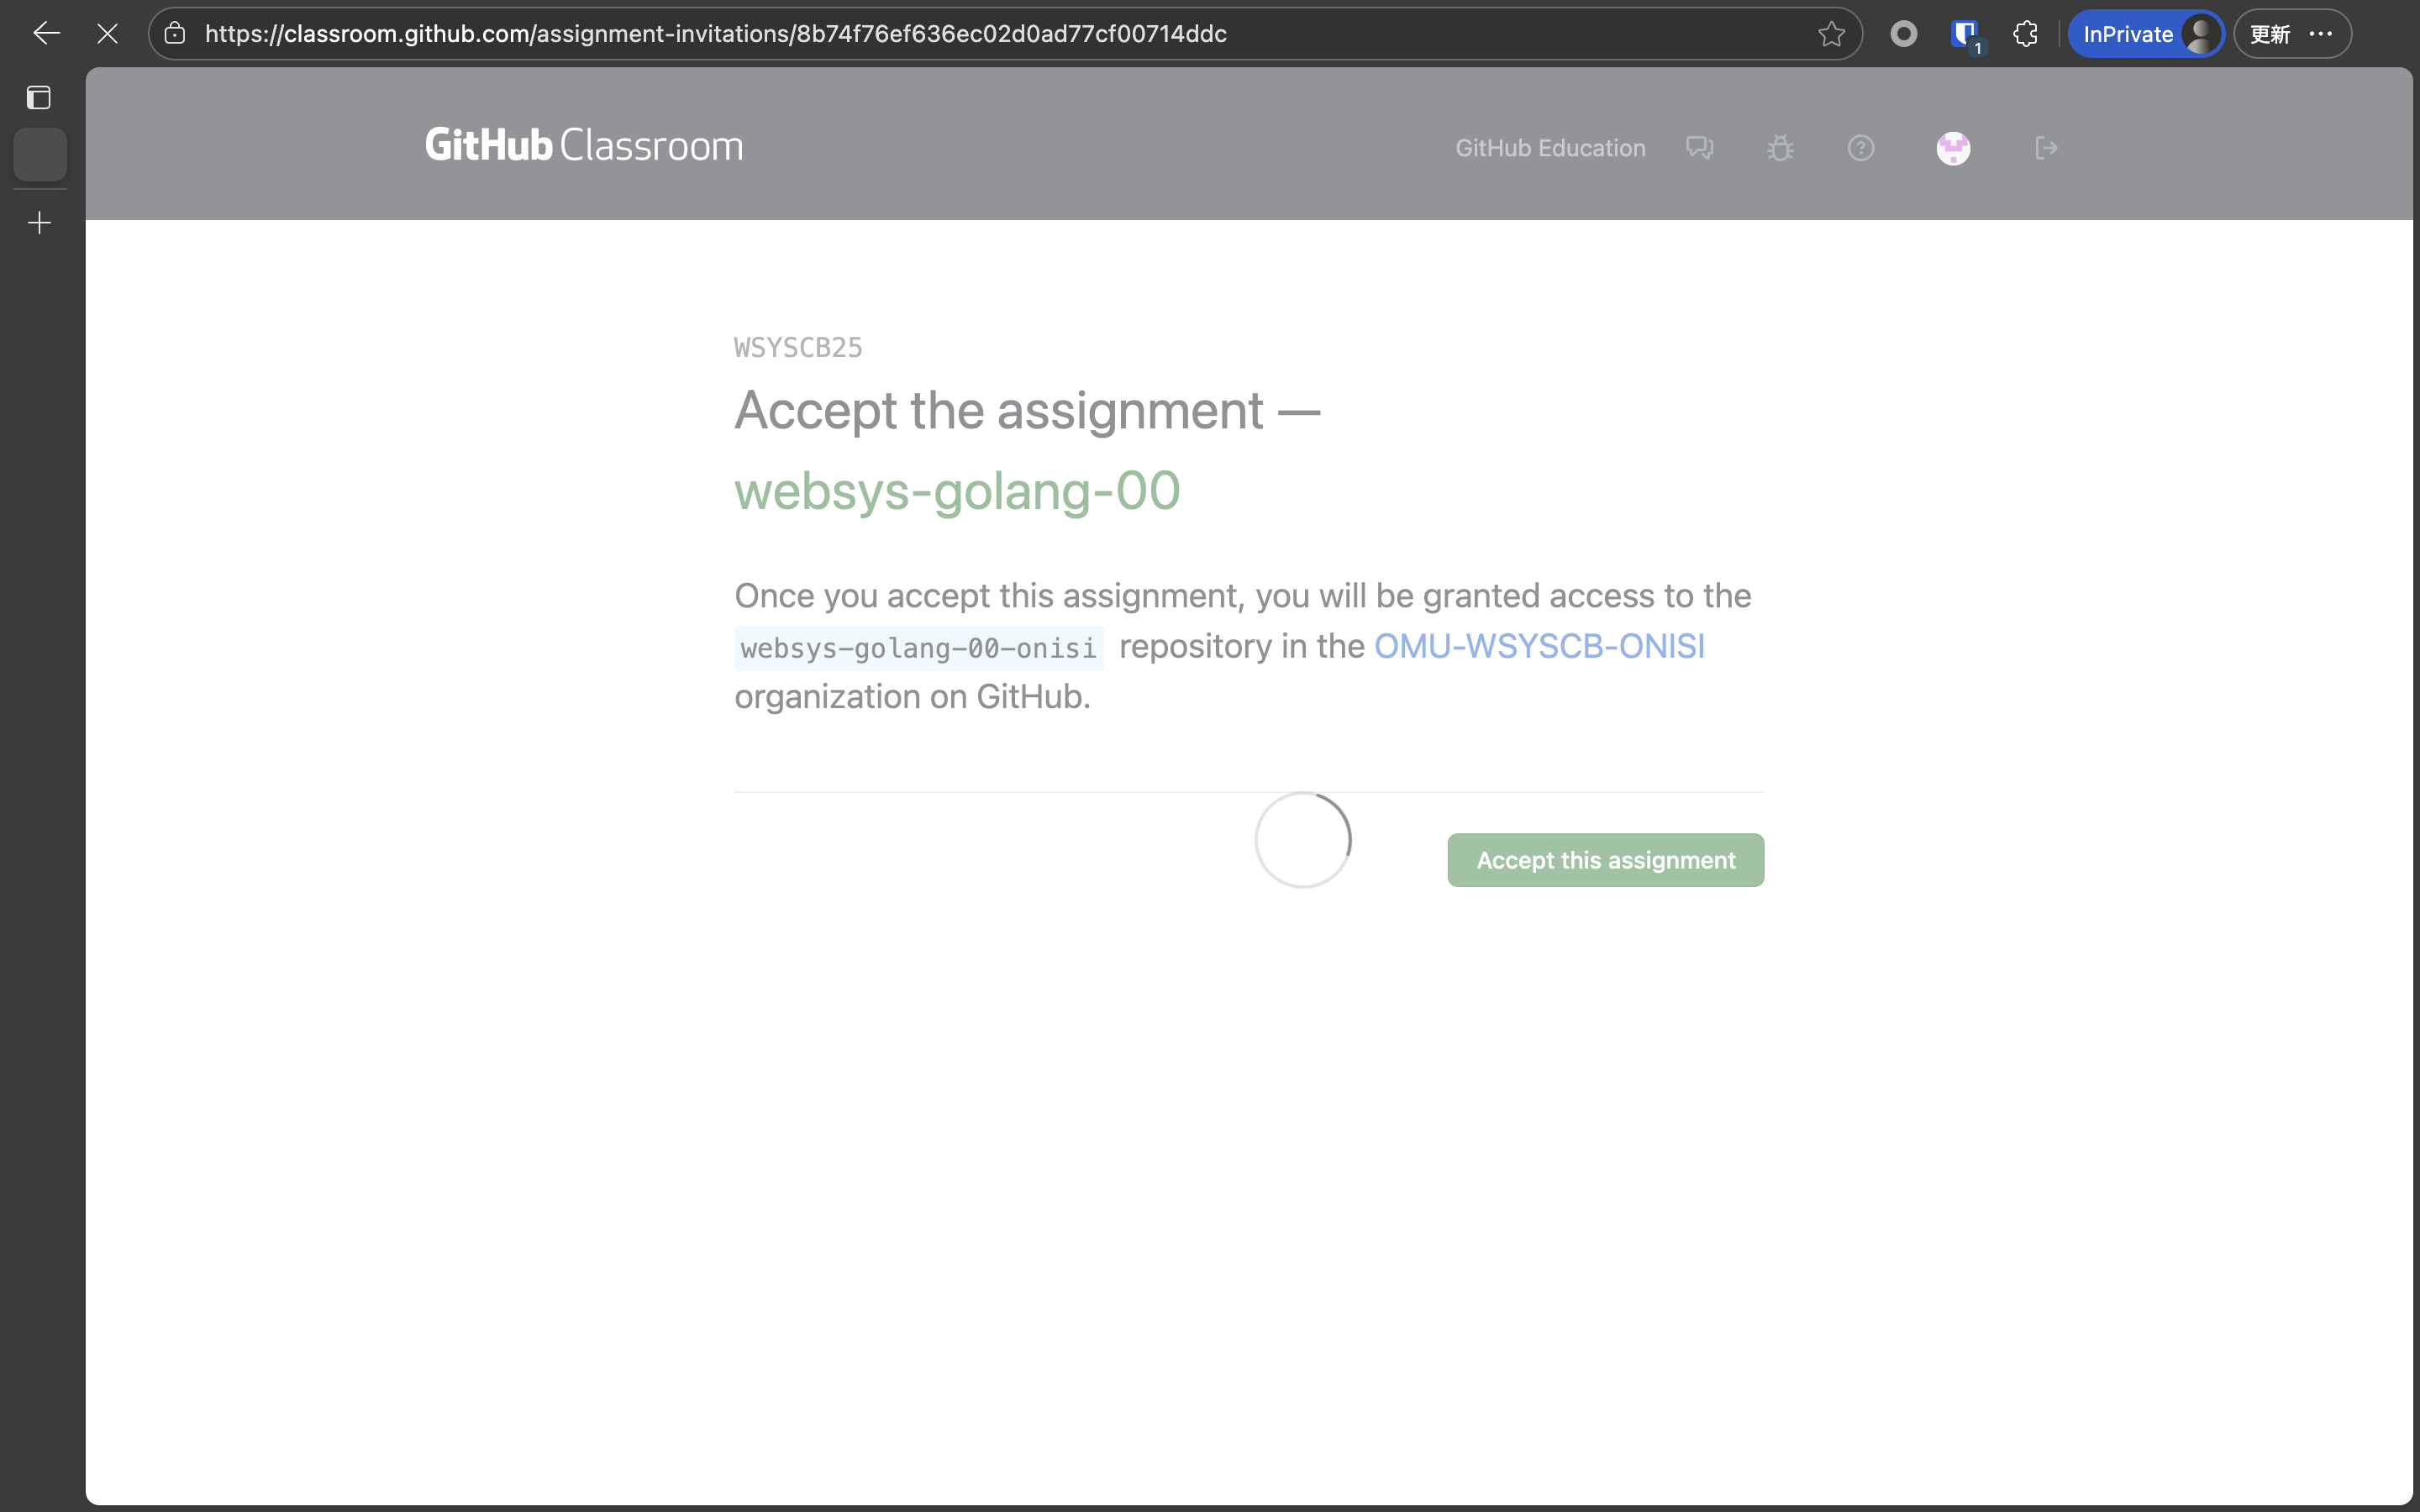 https://classroom.github.com/assignment-invitations/8b74f76ef636ec02d0ad77cf00714ddc
1
InPrivate
更新
GitHub Classroom
GitHub Education
WSYSCB25
Accept the assignment —
websys-golang-00
Once you accept this assignment, you will be granted access to the
websys-golang-00-onisi repository in the OMU-WSYSCB-ONISI
organization on GitHub.
Accept this assignment